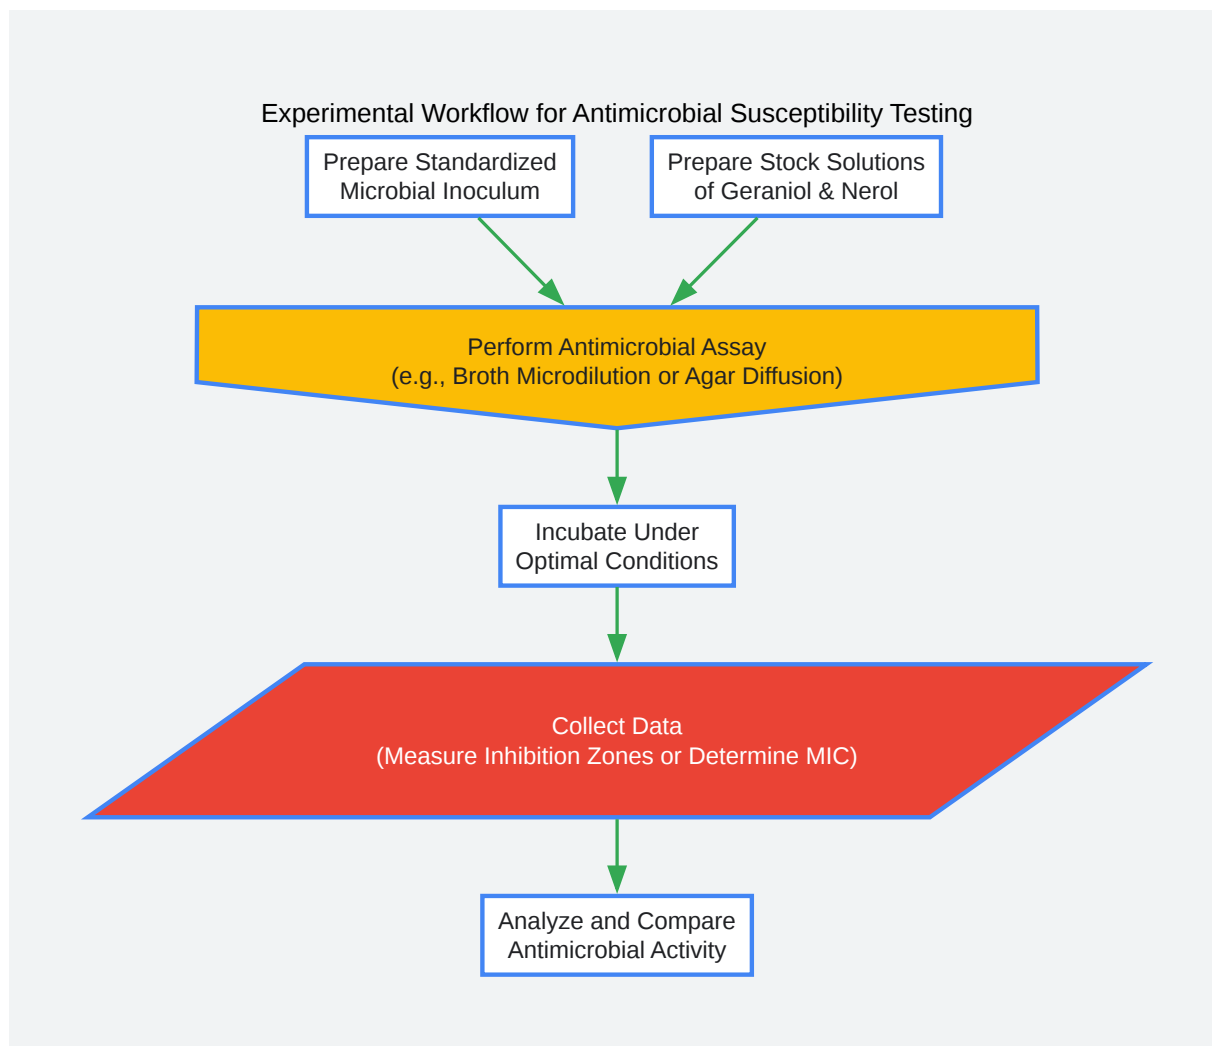 Experimental Workflow for Antimicrobial Susceptibility Testing
Prepare Standardized
Microbial Inoculum
Prepare Stock Solutions
of Geraniol & Nerol
Perform Antimicrobial Assay
(e.g., Broth Microdilution or Agar Diffusion)
Incubate Under
Optimal Conditions
Collect Data
(Measure Inhibition Zones or Determine MIC)
Analyze and Compare
Antimicrobial Activity